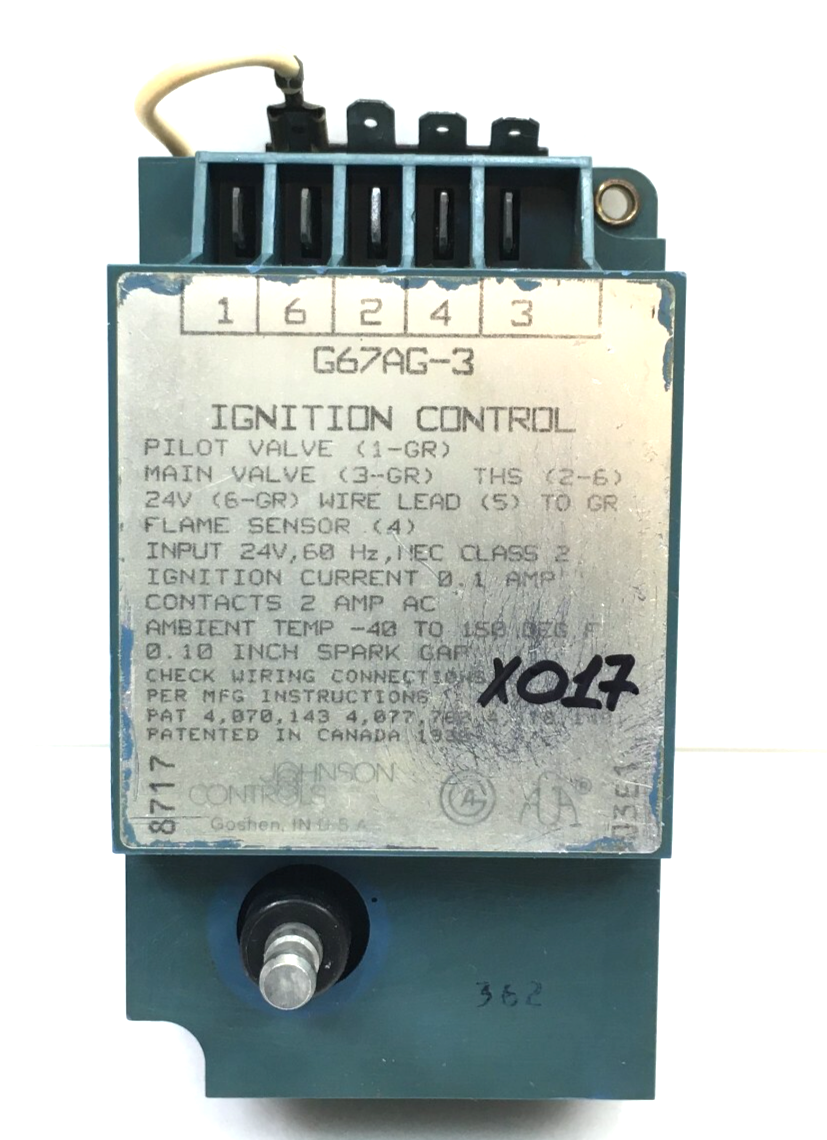 1 6 2 4 3
G67AG-3
IGNITION CONTROL
PILOT VALVE (1-GR)
MAIN VALVE (3-GR) THS (2-6)
24V (6-GR) WIRE LEAD (5) TO GR
FLAME SENSOR (4)
INPUT 24V,60 Hz,NEC CLASS 2
IGNITION CURRENT 0.1 AMP
CONTACTS 2 AMP AC
AMBIENT TEMP -40 TO 150 DEG F
0.10 INCH SPARK GAP
CHECK WIRING CONNECTIONS
X017
PER MFG INSTRUCTIONS
PAT 4,070,143
PATENTED IN CANADA
8717
JOHNSON
CONTROLS
Goshen, IN U.S.A.
362